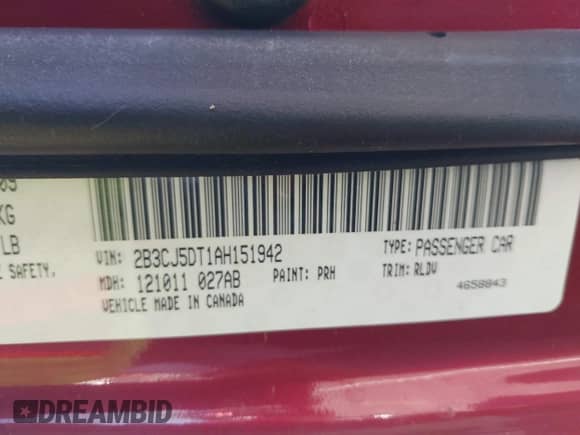 KG
LB
SAFETY.
VIN: 2B3CJ5DT1AH151942
TYPE: PASSENGER CAR
MDH: 121011 027AB
PAINT: PRH
TRIM: RLDV
VEHICLE MADE IN CANADA
4658843
DREAMBID